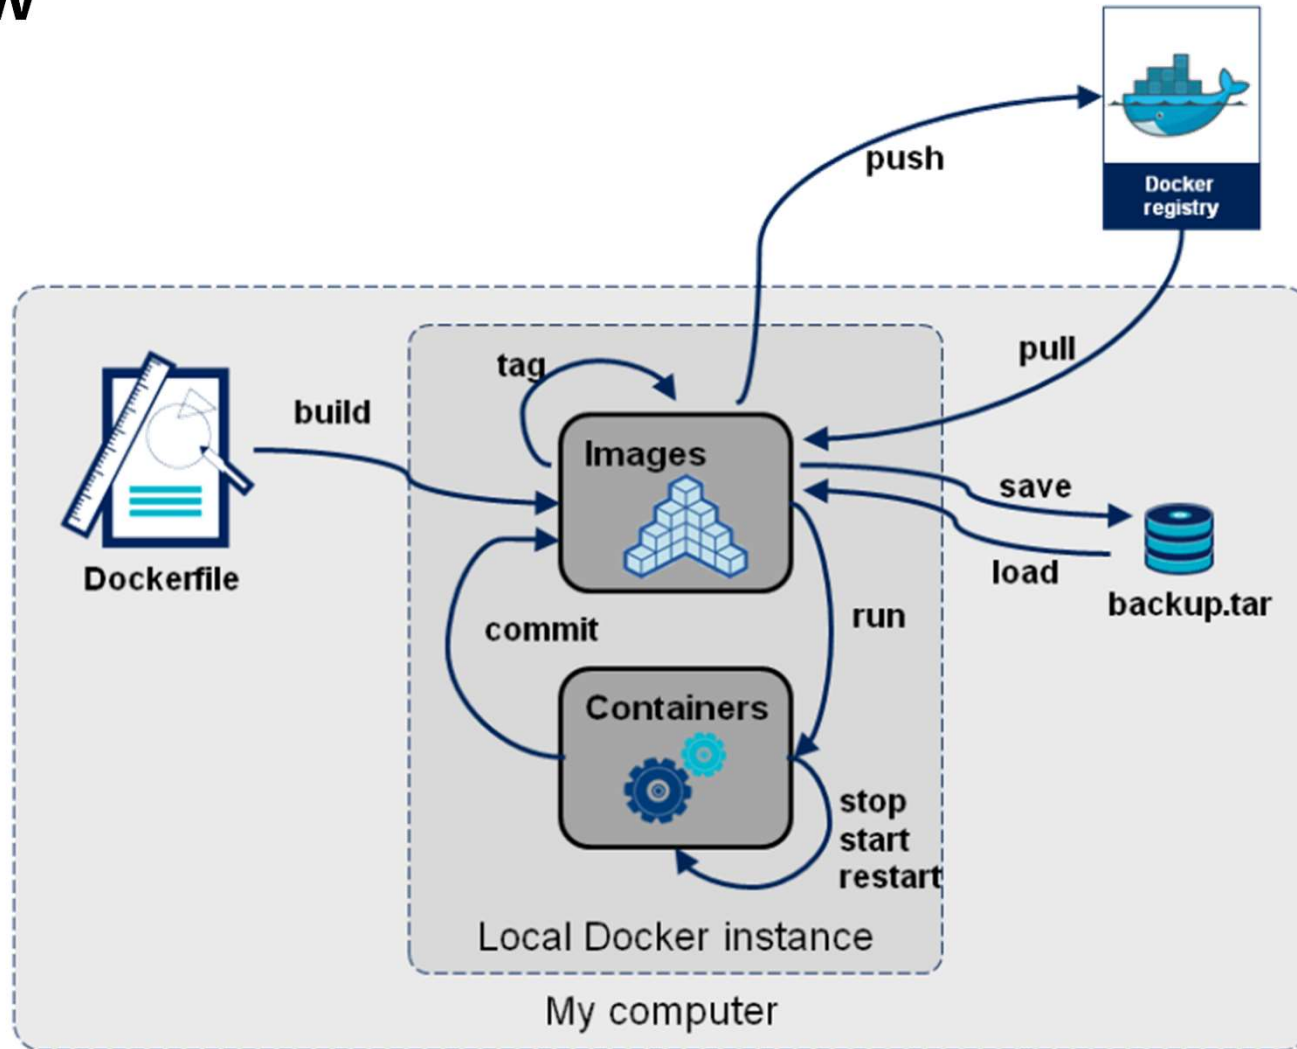 push
Docker
registry
pull
tag
build
Images
save
load
Dockerfile
backup.tar
commit
run
Containers
stop
start
restart
Local Docker instance
My computer